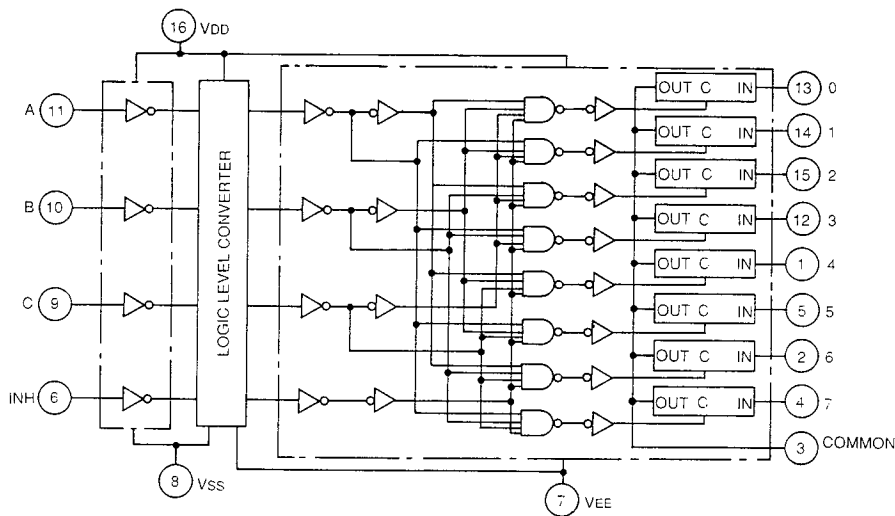 16 VDD
A 11
B 10
C 9
INH 6
LOGIC LEVEL CONVERTER
OUT C IN 13 0
OUT C IN 14 1
OUT C IN 15 2
OUT C IN 12 3
OUT C IN 1 4
OUT C IN 5 5
OUT C IN 2 6
OUT C IN 4 7
3 COMMON
8 VSS
7 VEE